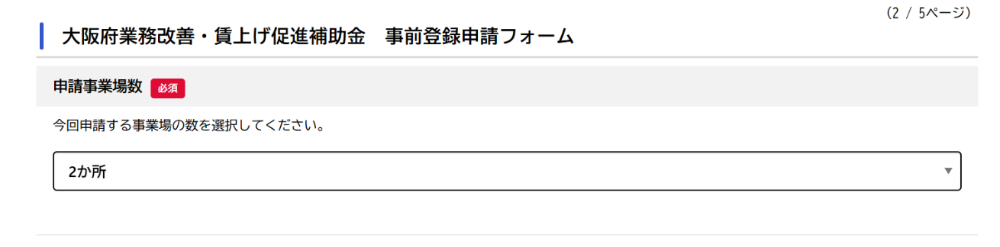 (2 / 5ページ)
大阪府業務改善・賃上げ促進補助金　事前登録申請フォーム
申請事業場数 必須
今回申請する事業場の数を選択してください。
2か所